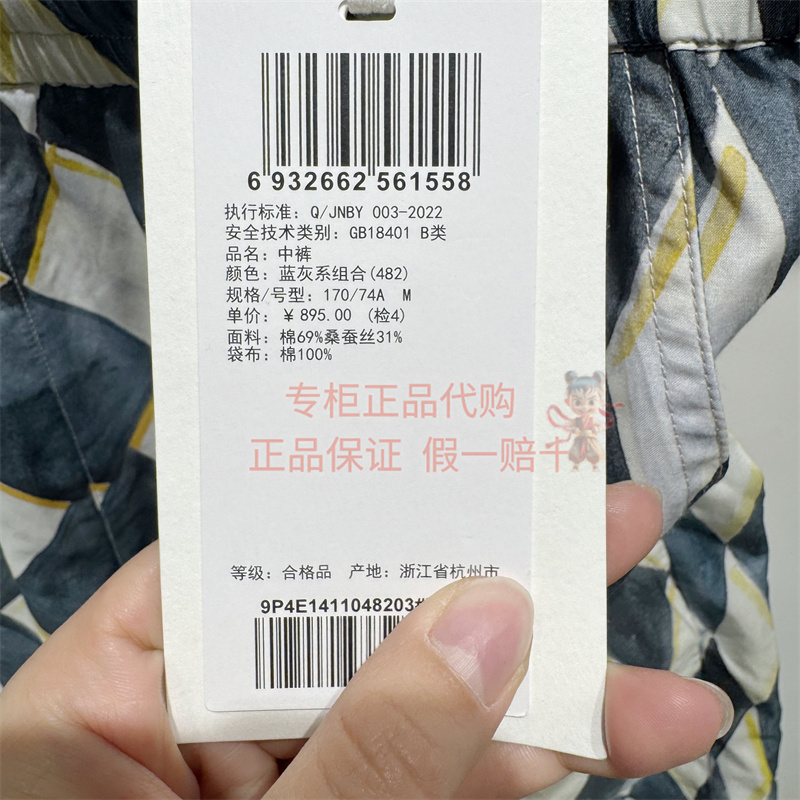 6 932662 561558
执行标准: Q/JNBY 003-2022
安全技术类别: GB18401 B类
品名: 中裤
颜色: 蓝灰系组合(482)
规格/号型: 170/74A M
单价: ¥ 895.00 (检4)
面料: 棉69%桑蚕丝31%
袋布: 棉100%
专柜正品代购
正品保证 假一赔十
等级: 合格品 产地: 浙江省杭州市
9P4E1411048203#